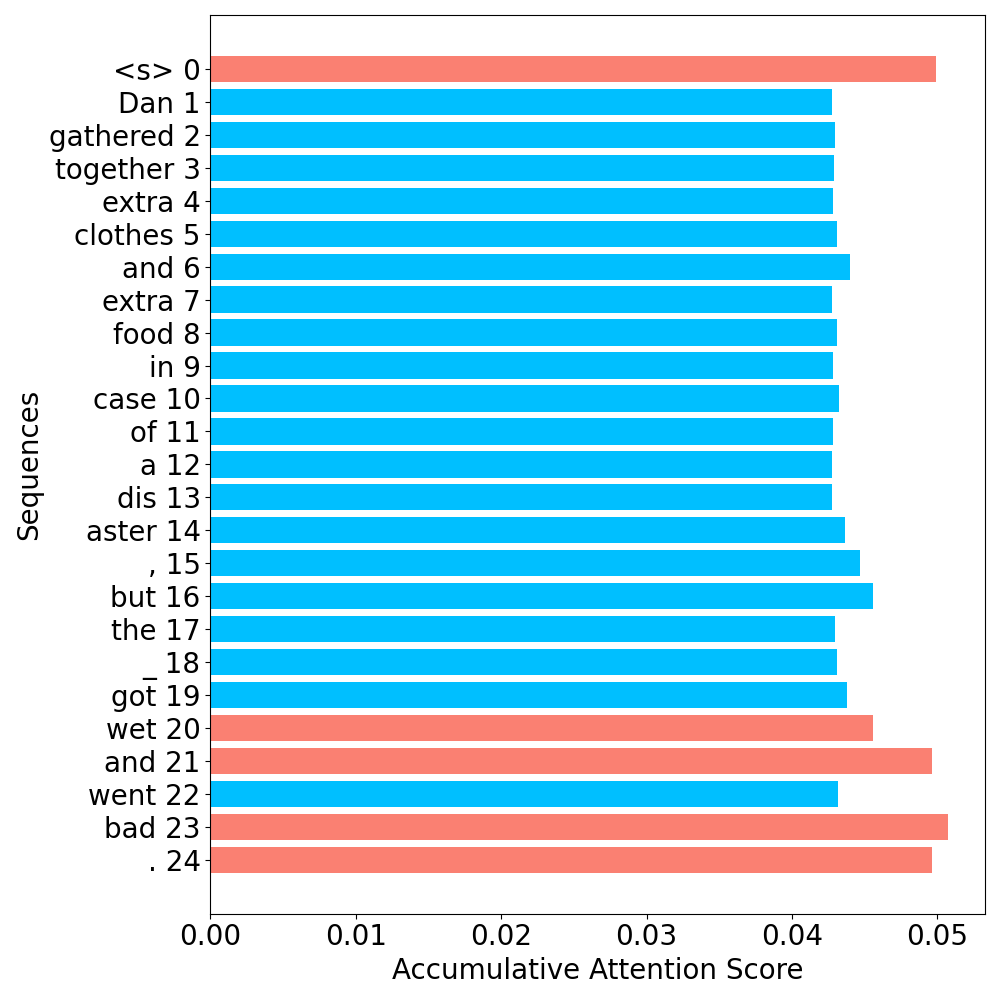 <s> 0
Dan 1
gathered 2
together 3
extra 4
clothes 5
and 6
extra 7
food 8
in 9
case 10
of 11
a 12
dis 13
aster 14
, 15
but 16
the 17
_ 18
got 19
wet 20
and 21
went 22
bad 23
. 24
Sequences
0.00 0.01 0.02 0.03 0.04 0.05
Accumulative Attention Score